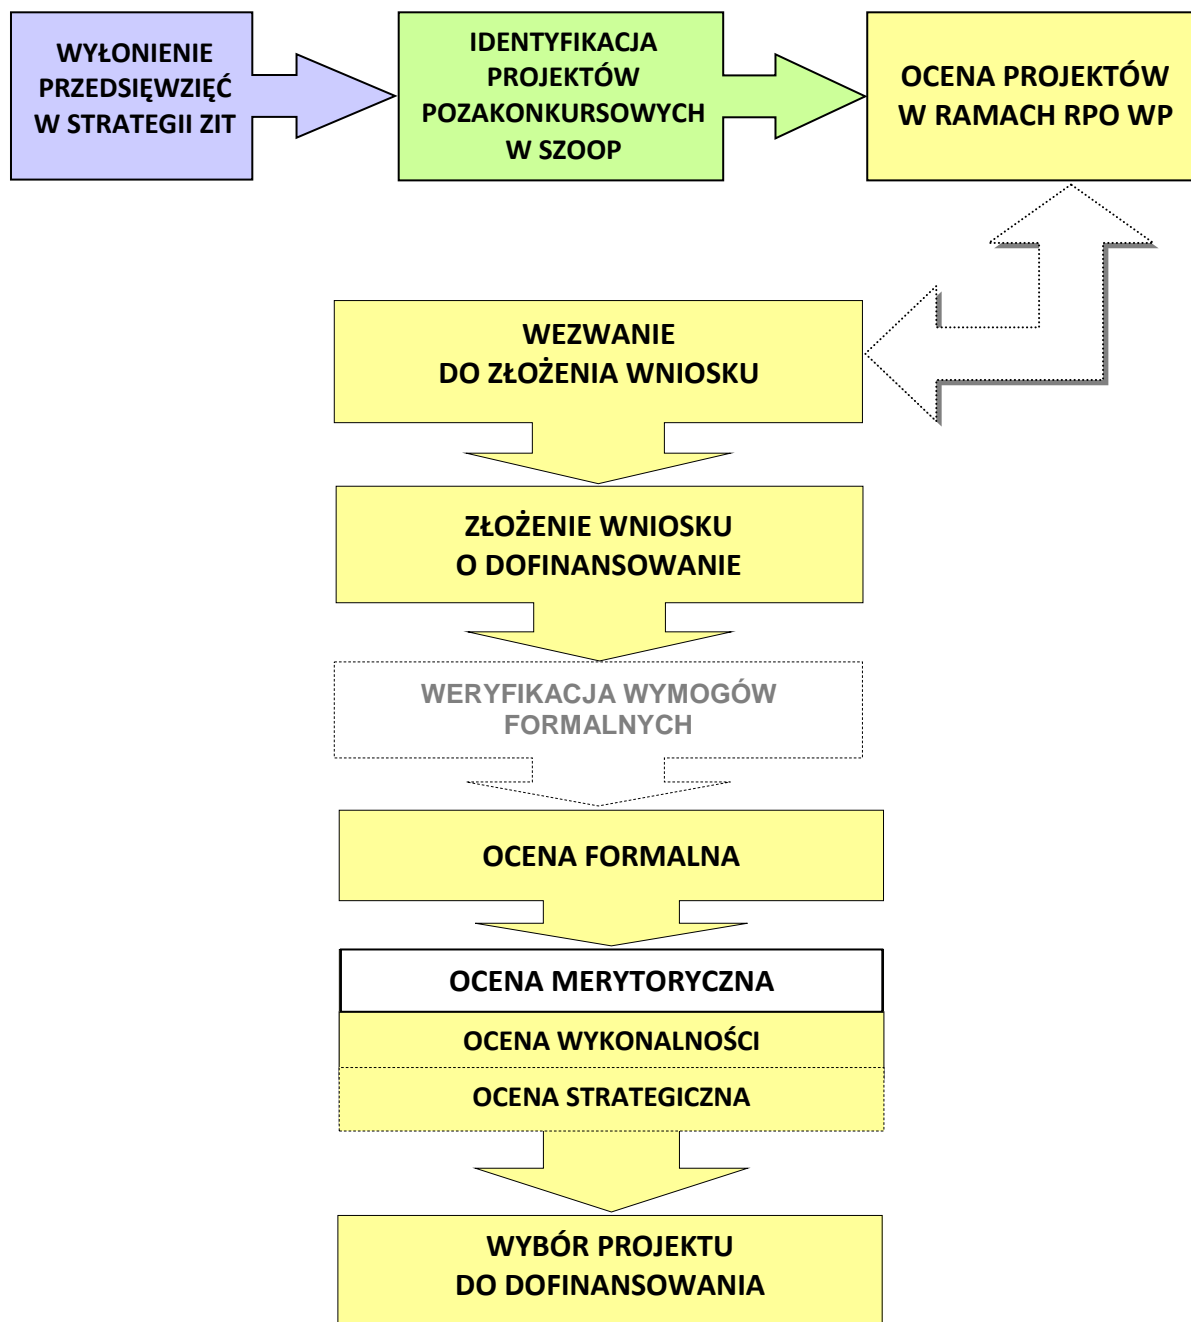 WYŁONIENIE
PRZEDSIĘWZIĘĆ
W STRATEGII ZIT
IDENTYFIKACJA
PROJEKTÓW
POZAKONKURSOWYCH
W SZOOP
OCENA PROJEKTÓW
W RAMACH RPO WP
WEZWANIE
DO ZŁOŻENIA WNIOSKU
ZŁOŻENIE WNIOSKU
O DOFINANSOWANIE
WERYFIKACJA WYMOGÓW
FORMALNYCH
OCENA FORMALNA
OCENA MERYTORYCZNA
OCENA WYKONALNOŚCI
OCENA STRATEGICZNA
WYBÓR PROJEKTU
DO DOFINANSOWANIA